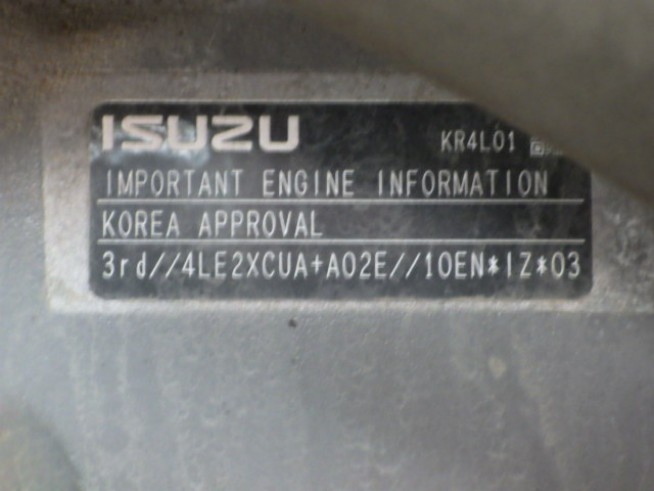 ISUZU KR4L01
IMPORTANT ENGINE INFORMATION
KOREA APPROVAL
3rd//4LE2XCUA+A02E//10EN*IZ*03